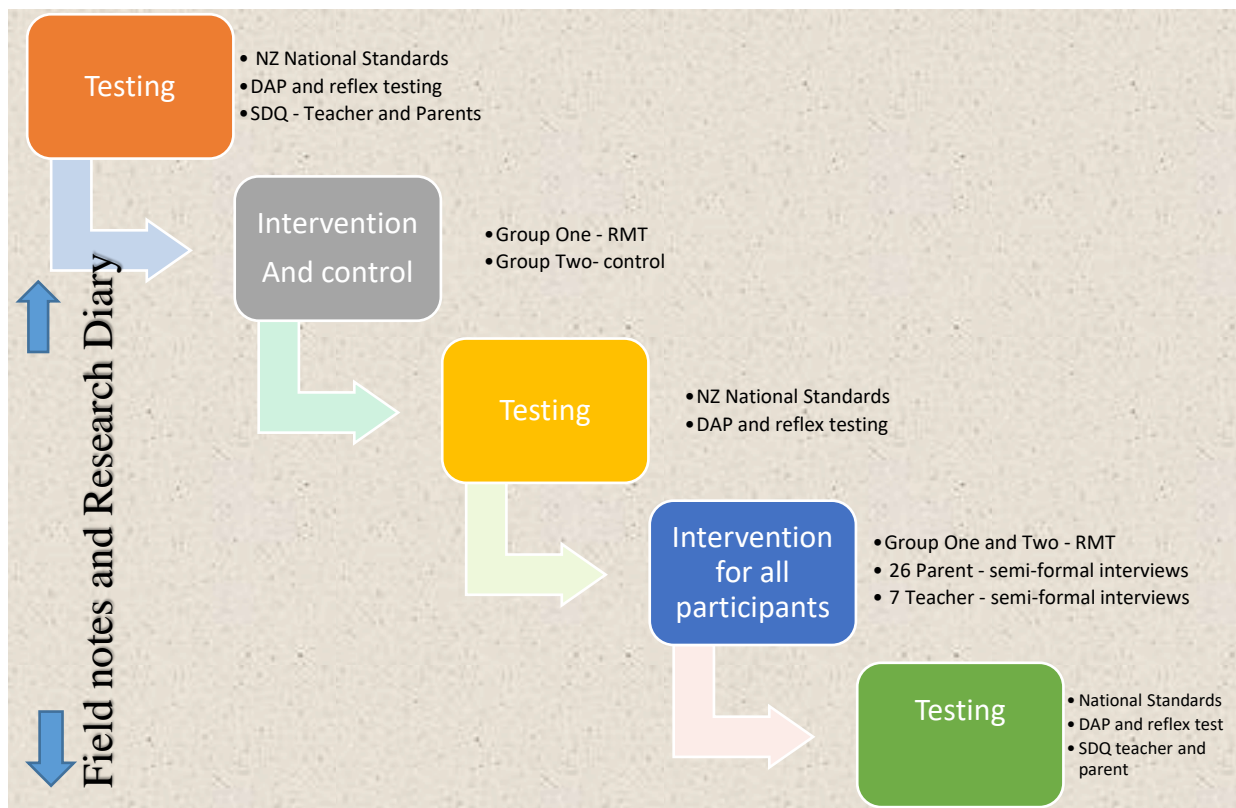 Testing
• NZ National Standards
• DAP and reflex testing
• SDQ - Teacher and Parents
Intervention
And control
• Group One - RMT
• Group Two- control
Testing
• NZ National Standards
• DAP and reflex testing
Intervention
for all
participants
• Group One and Two - RMT
• 26 Parent - semi-formal interviews
• 7 Teacher - semi-formal interviews
Testing
• National Standards
• DAP and reflex test
• SDQ teacher and
parent
Field notes and Research Diary